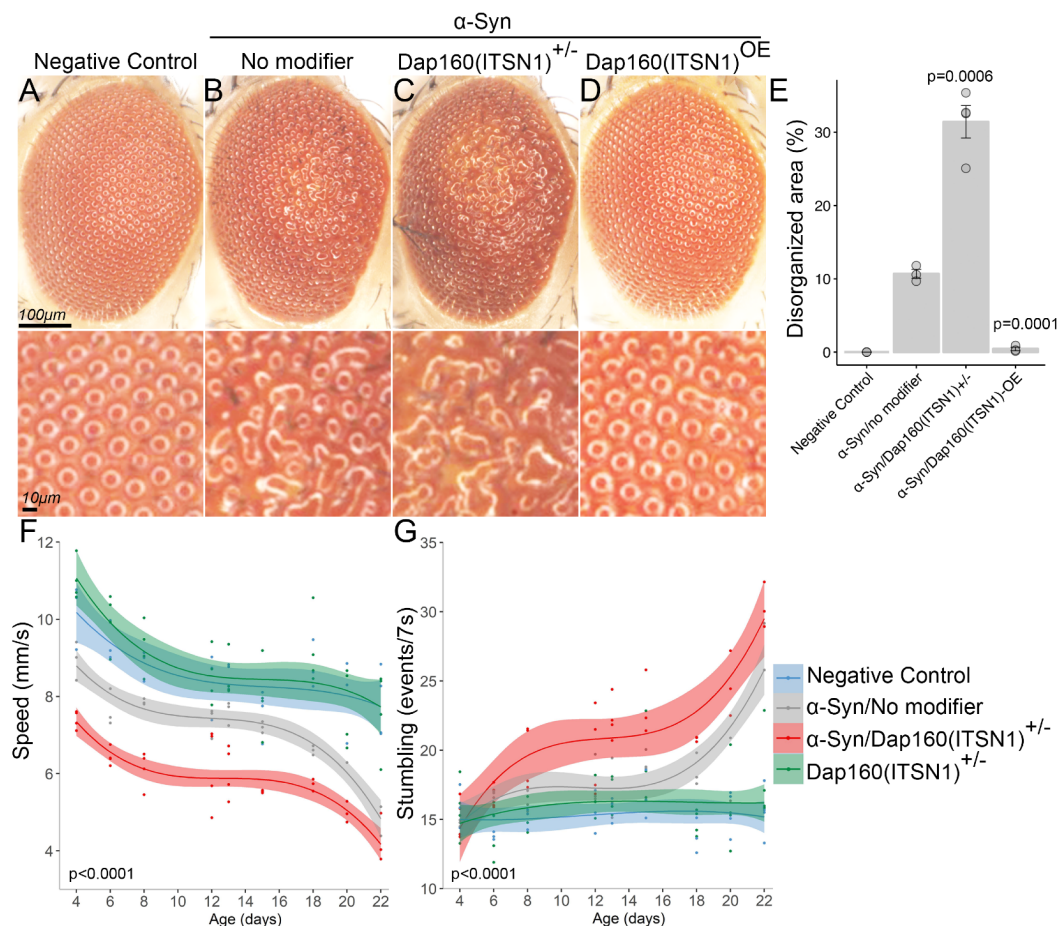 α-Syn
Negative Control
No modifier
Dap160(ITSN1)+/-
Dap160(ITSN1)OE
A
B
C
D
100µm
10µm
E
Disorganized area (%)
30
20
10
0
p=0.0006
p=0.0001
Negative Control
α-Syn/no modifier
α-Syn/Dap160(ITSN1)+/-
α-Syn/Dap160(ITSN1)-OE
F
Speed (mm/s)
12
10
8
6
4
p<0.0001
4 6 8 10 12 14 16 18 20 22
Age (days)
G
Stumbling (events/7s)
35
30
25
20
15
10
p<0.0001
4 6 8 10 12 14 16 18 20 22
Age (days)
Negative Control
α-Syn/No modifier
α-Syn/Dap160(ITSN1)+/-
Dap160(ITSN1)+/-